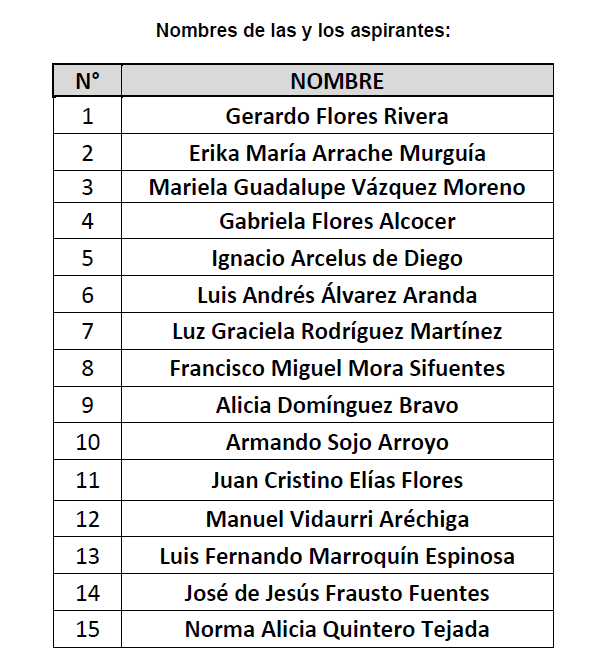 Nombres de las y los aspirantes:
N° NOMBRE
1 Gerardo Flores Rivera
2 Erika María Arrache Murguía
3 Mariela Guadalupe Vázquez Moreno
4 Gabriela Flores Alcocer
5 Ignacio Arcelus de Diego
6 Luis Andrés Álvarez Aranda
7 Luz Graciela Rodríguez Martínez
8 Francisco Miguel Mora Sifuentes
9 Alicia Domínguez Bravo
10 Armando Sojo Arroyo
11 Juan Cristino Elías Flores
12 Manuel Vidaurri Aréchiga
13 Luis Fernando Marroquín Espinosa
14 José de Jesús Frausto Fuentes
15 Norma Alicia Quintero Tejada